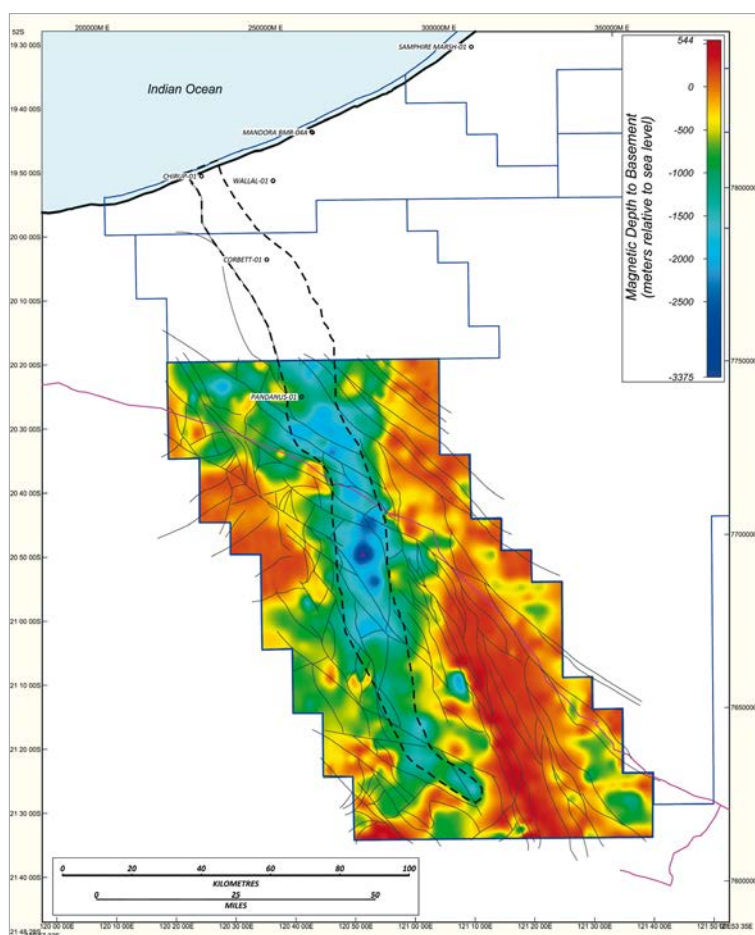 200000M E
250000M E
300000M E
350000M E
52S
19 30 00S
19 40 00S
19 50 00S
20 00 00S
20 10 00S
20 20 00S
20 30 00S
20 40 00S
20 50 00S
21 00 00S
21 10 00S
21 20 00S
21 30 00S
21 40 00S
SAMPHIRE MARSH-01
Indian Ocean
MANDORA BMR-04A
CHIRUP-01
WALLAL-01
CORBETT-01
PANDANUS-01
Magnetic Depth to Basement
(meters relative to sea level)
544
0
-500
-1000
-1500
-2000
-2500
-3375
7750000
7700000
7650000
7600000
0
20
40
60
80
100
KILOMETRES
0
25
50
MILES
120 00 00E
120 10 00E
120 20 00E
120 30 00E
120 40 00E
120 50 00E
121 00 00E
121 10 00E
121 20 00E
121 30 00E
121 40 00E